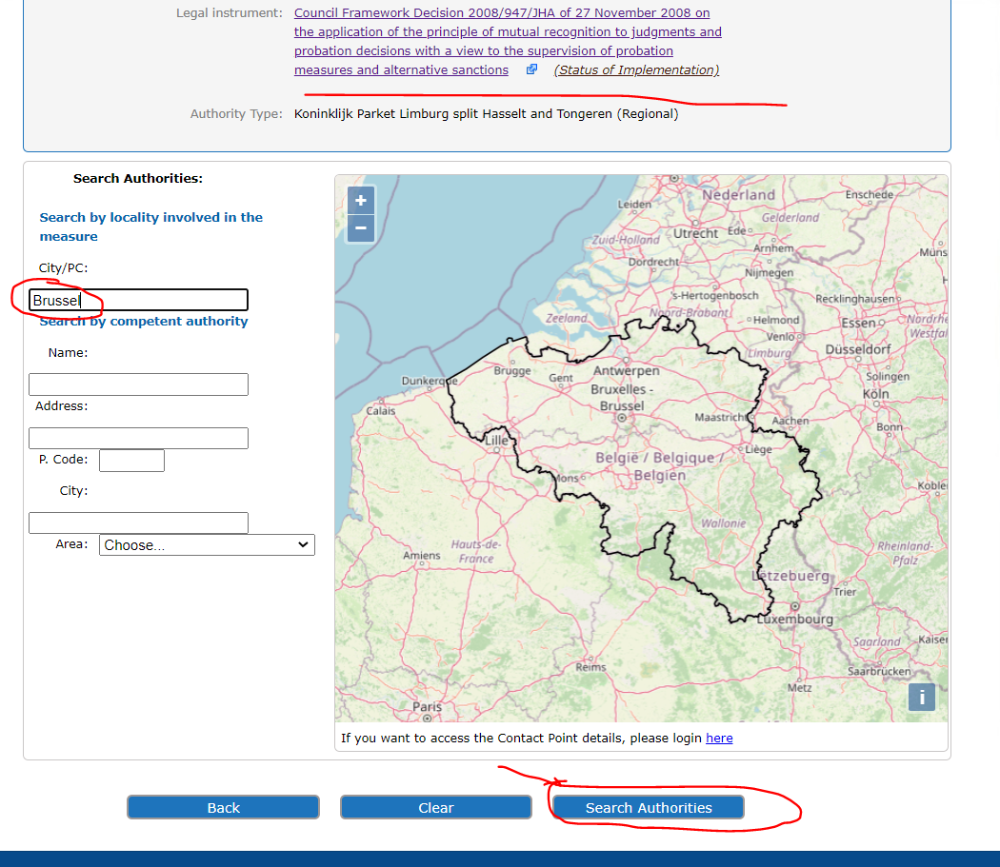 Legal instrument: Council Framework Decision 2008/947/JHA of 27 November 2008 on
the application of the principle of mutual recognition to judgments and
probation decisions with a view to the supervision of probation
measures and alternative sanctions (Status of Implementation)
Authority Type: Koninklijk Parket Limburg split Hasselt and Tongeren (Regional)
Search Authorities:
Search by locality involved in the
measure
City/PC:
Brussel
Search by competent authority
Name:
Address:
P. Code:
City:
Area: Choose...
+
−
Nederland
Enschede
Leiden
Gelderland
Utrecht
Ede
Zuid-Holland
Arnhem
Müns
Dordrecht
Nijmegen
's-Hertogenbosch
Recklinghausen
Noord-Brabant
Zeeland
Helmond
Essen
Nordrhe
Westfal
Venlo
Düsseldorf
Limburg
Brugge
Antwerpen
Solingen
Dunkerque
Gent
Bruxelles -
Brussel
Köln
Calais
Maastricht
Aachen
Bonn
Lille
Liège
België / Belgique /
Belgien
Mons
Koble
Wallonie
Hauts-de-
France
Amiens
Rheinland-
Pfalz
Lëtzebuerg
Trier
Luxembourg
Saarland
Kaiser
Reims
Saarbrücken
Metz
Paris
i
If you want to access the Contact Point details, please login here
Back
Clear
Search Authorities